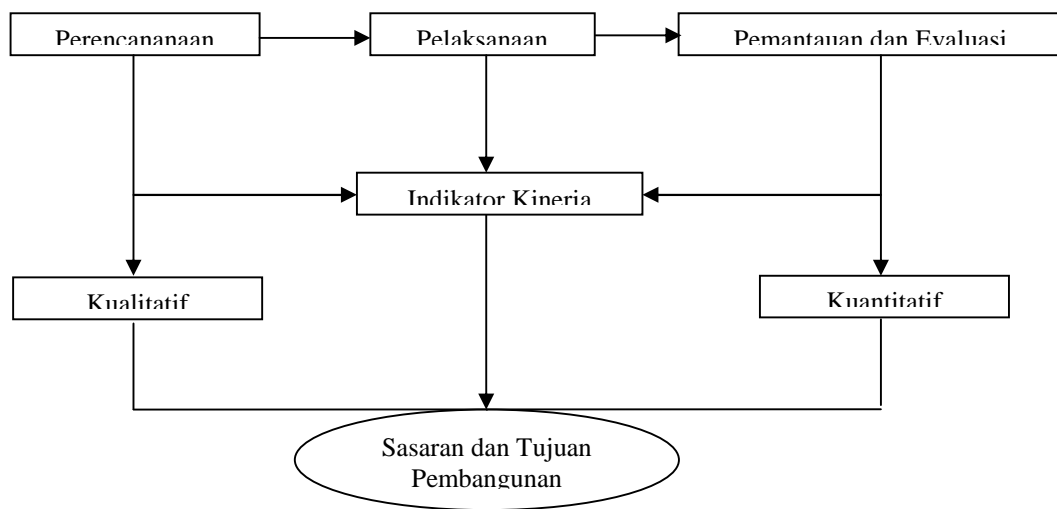 Perencananaan
Pelaksanaan
Pemantauan dan Evaluasi
Indikator Kinerja
Kualitatif
Kuantitatif
Sasaran dan Tujuan
Pembangunan